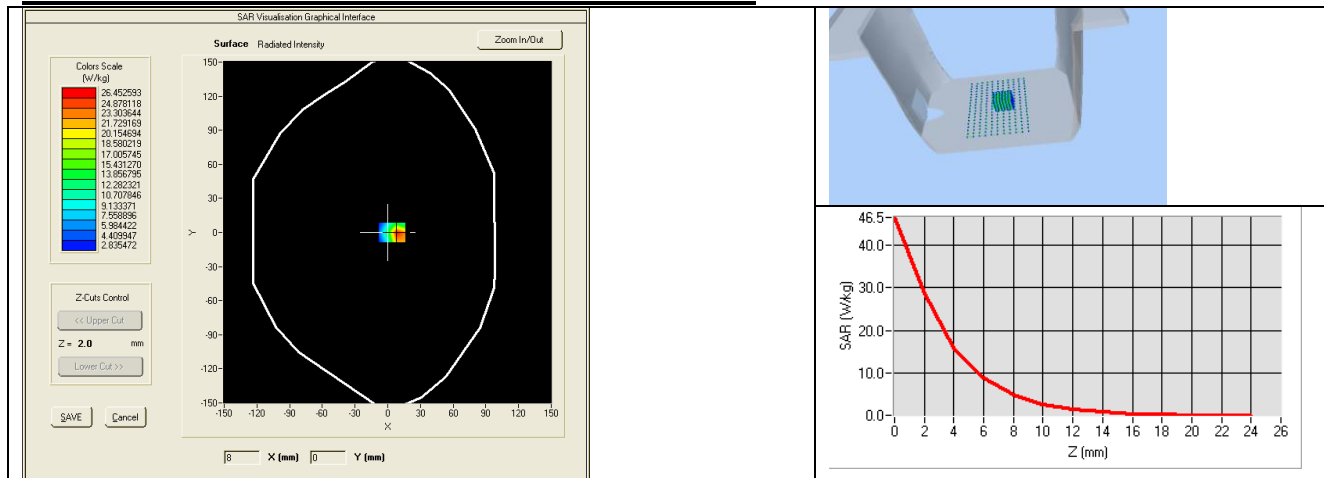 SAR Visualisation Graphical Interface
Surface Radiated Intensity
Zoom In/Out
Colors Scale
(W/kg)
26.452593
24.878118
23.303644
21.729169
20.154694
18.580219
17.005745
15.431270
13.856795
12.282321
10.707846
9.133371
7.558896
5.984422
4.409947
2.835472
Z-Cuts Control
<< Upper Cut
Z = 2.0 mm
Lower Cut >>
SAVE Cancel
150-
120-
90-
60-
30-
Y 0-
-30-
-60-
-90-
-120-
-150-
-150 -120 -90 -60 -30 0 30 60 90 120 150
X
8 X (mm) 0 Y (mm)
46.5-
40.0-
30.0-
20.0-
10.0-
0.0-
SAR (W/kg)
0 2 4 6 8 10 12 14 16 18 20 22 24 26
Z (mm)